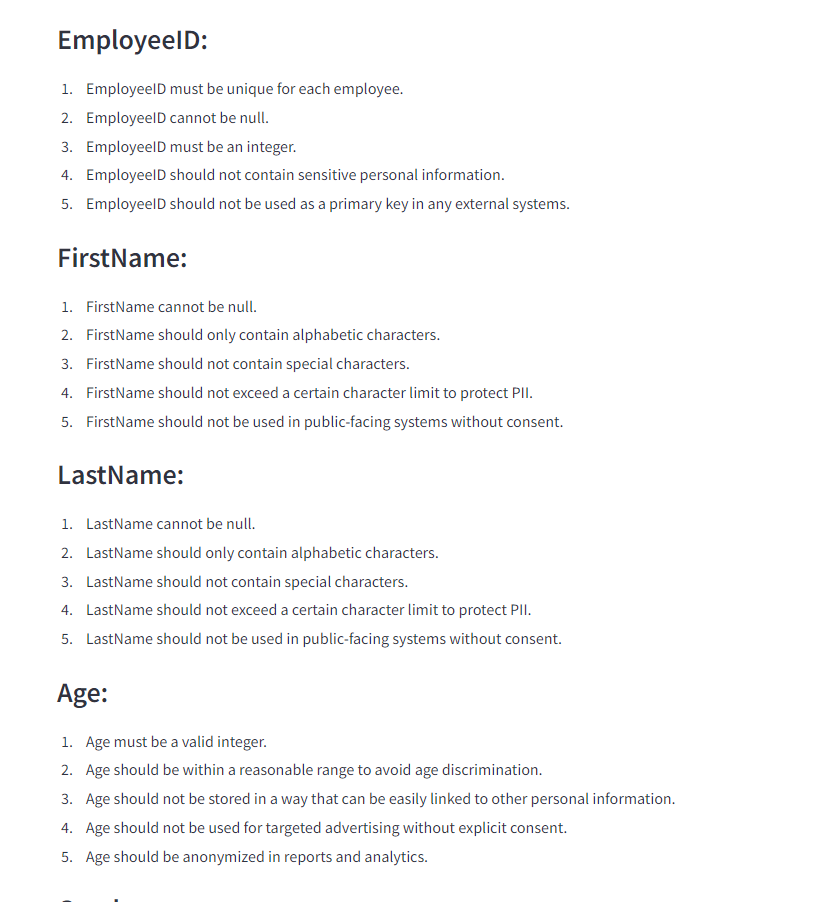 EmployeeID:
1. EmployeeID must be unique for each employee.
2. EmployeeID cannot be null.
3. EmployeeID must be an integer.
4. EmployeeID should not contain sensitive personal information.
5. EmployeeID should not be used as a primary key in any external systems.
FirstName:
1. FirstName cannot be null.
2. FirstName should only contain alphabetic characters.
3. FirstName should not contain special characters.
4. FirstName should not exceed a certain character limit to protect PII.
5. FirstName should not be used in public-facing systems without consent.
LastName:
1. LastName cannot be null.
2. LastName should only contain alphabetic characters.
3. LastName should not contain special characters.
4. LastName should not exceed a certain character limit to protect PII.
5. LastName should not be used in public-facing systems without consent.
Age:
1. Age must be a valid integer.
2. Age should be within a reasonable range to avoid age discrimination.
3. Age should not be stored in a way that can be easily linked to other personal information.
4. Age should not be used for targeted advertising without explicit consent.
5. Age should be anonymized in reports and analytics.